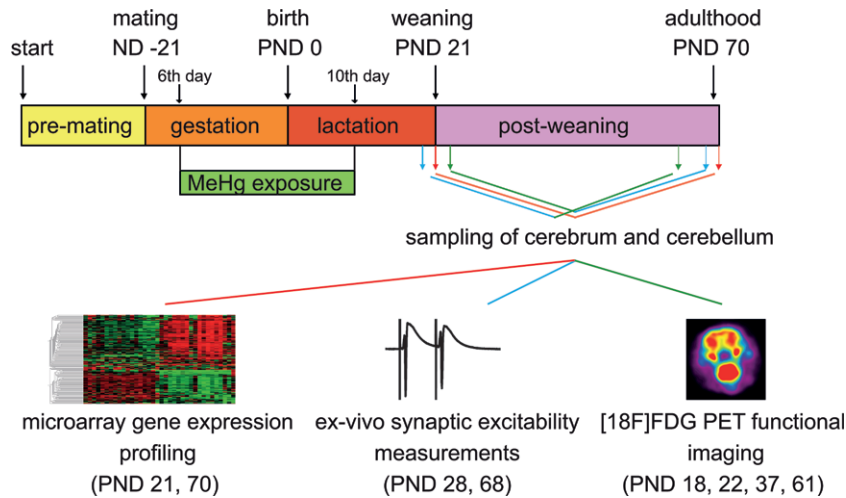 start
mating
ND -21
birth
PND 0
weaning
PND 21
adulthood
PND 70
6th day
10th day
pre-mating
gestation
lactation
post-weaning
MeHg exposure
sampling of cerebrum and cerebellum
microarray gene expression
profiling
(PND 21, 70)
ex-vivo synaptic excitability
measurements
(PND 28, 68)
[18F]FDG PET functional
imaging
(PND 18, 22, 37, 61)